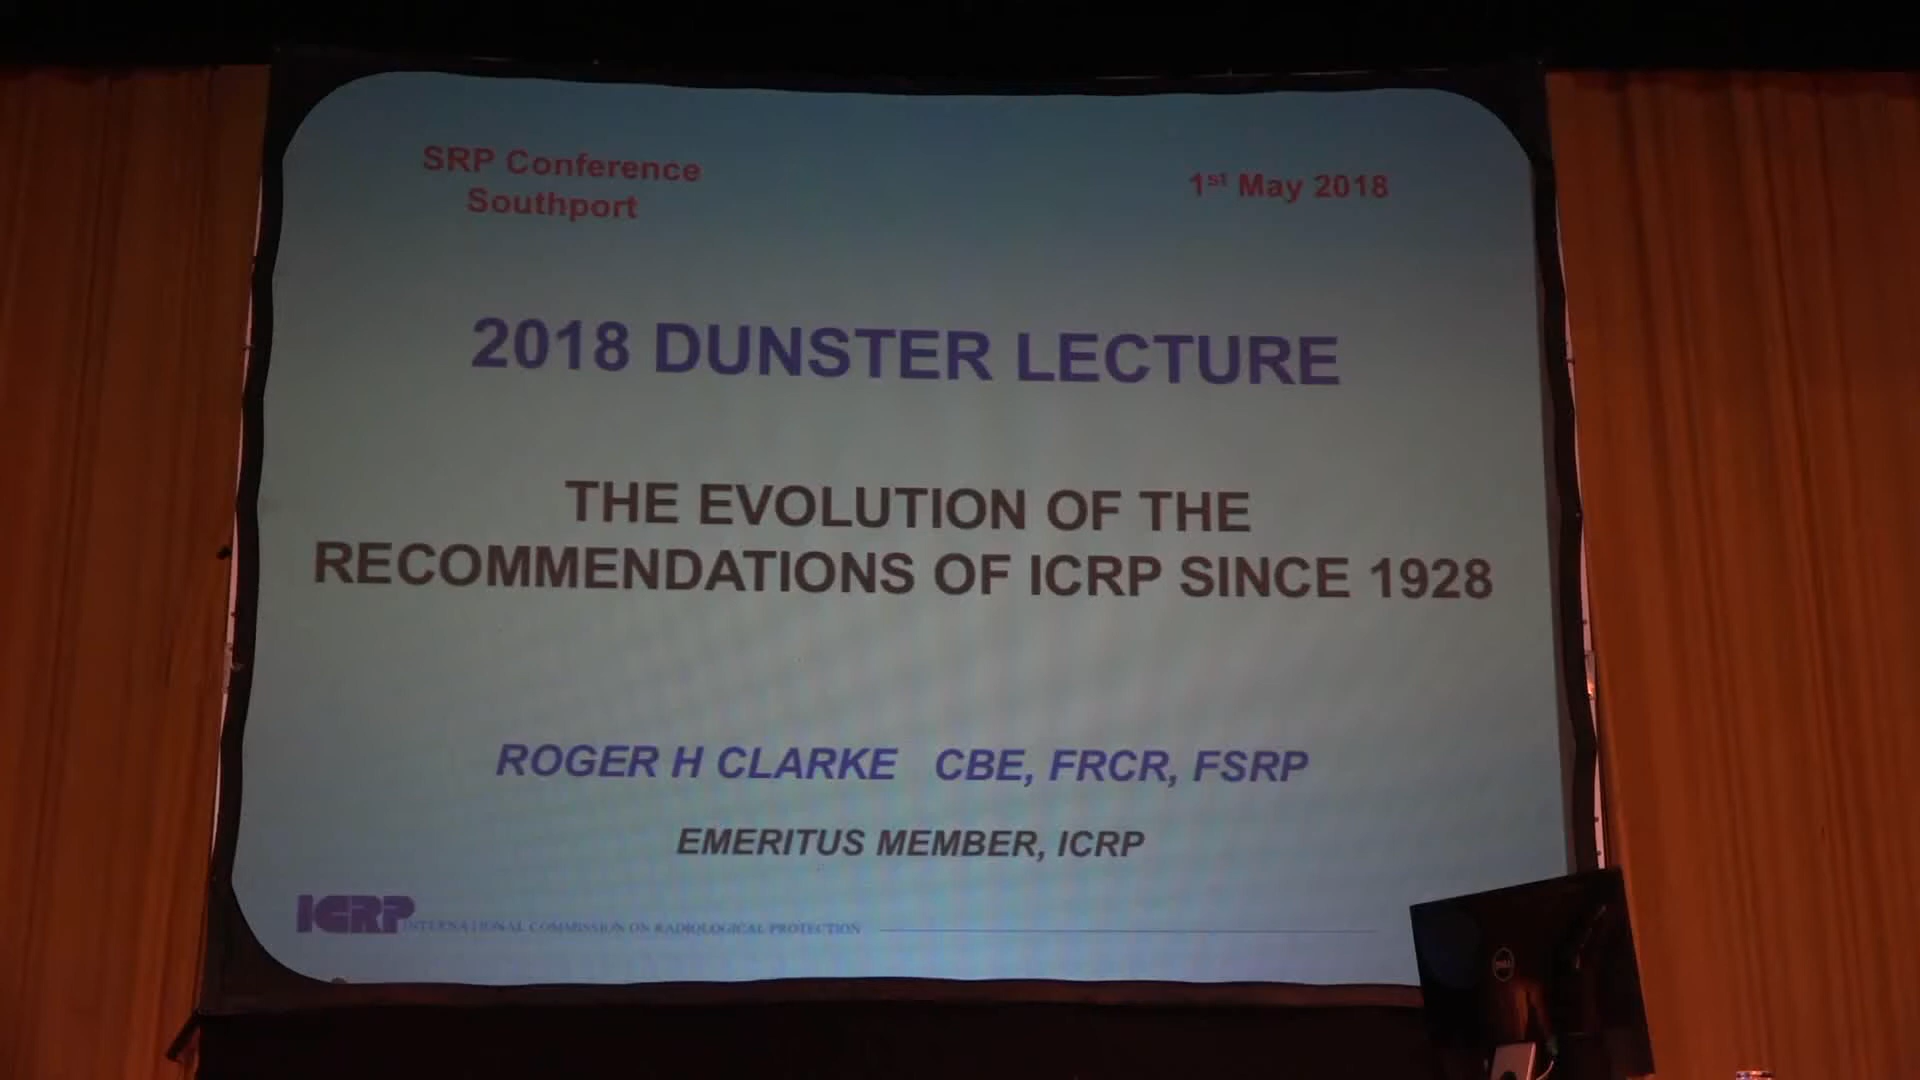 SRP Conference
Southport
1st May 2018
2018 DUNSTER LECTURE
THE EVOLUTION OF THE
RECOMMENDATIONS OF ICRP SINCE 1928
ROGER H CLARKE CBE, FRCR, FSRP
EMERITUS MEMBER, ICRP
ICRP INTERNATIONAL COMMISSION ON RADIOLOGICAL PROTECTION
DELL